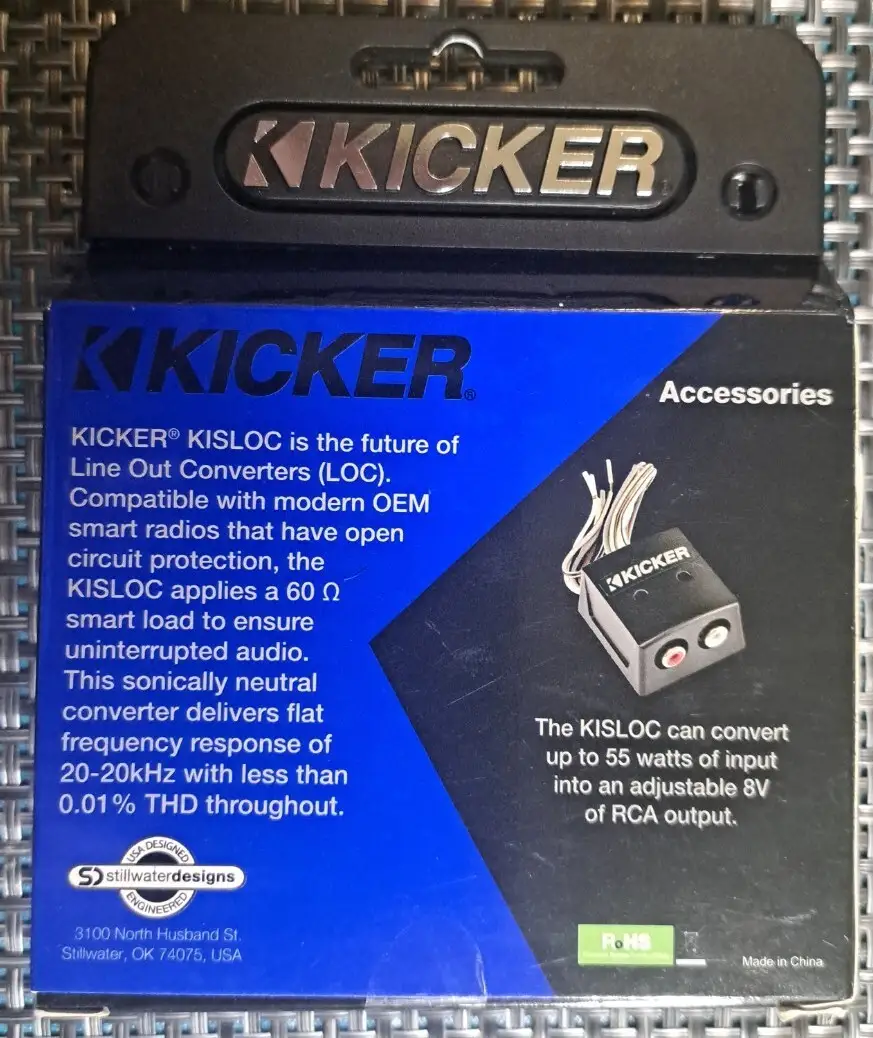 KICKER
KICKER®
Accessories
KICKER® KISLOC is the future of
Line Out Converters (LOC).
Compatible with modern OEM
smart radios that have open
circuit protection, the
KISLOC applies a 60 Ω
smart load to ensure
uninterrupted audio.
This sonically neutral
converter delivers flat
frequency response of
20-20kHz with less than
0.01% THD throughout.
KICKER
The KISLOC can convert
up to 55 watts of input
into an adjustable 8V
of RCA output.
USA DESIGNED
stillwaterdesigns
ENGINEERED
3100 North Husband St.
Stillwater, OK 74075, USA
RoHS
Made in China